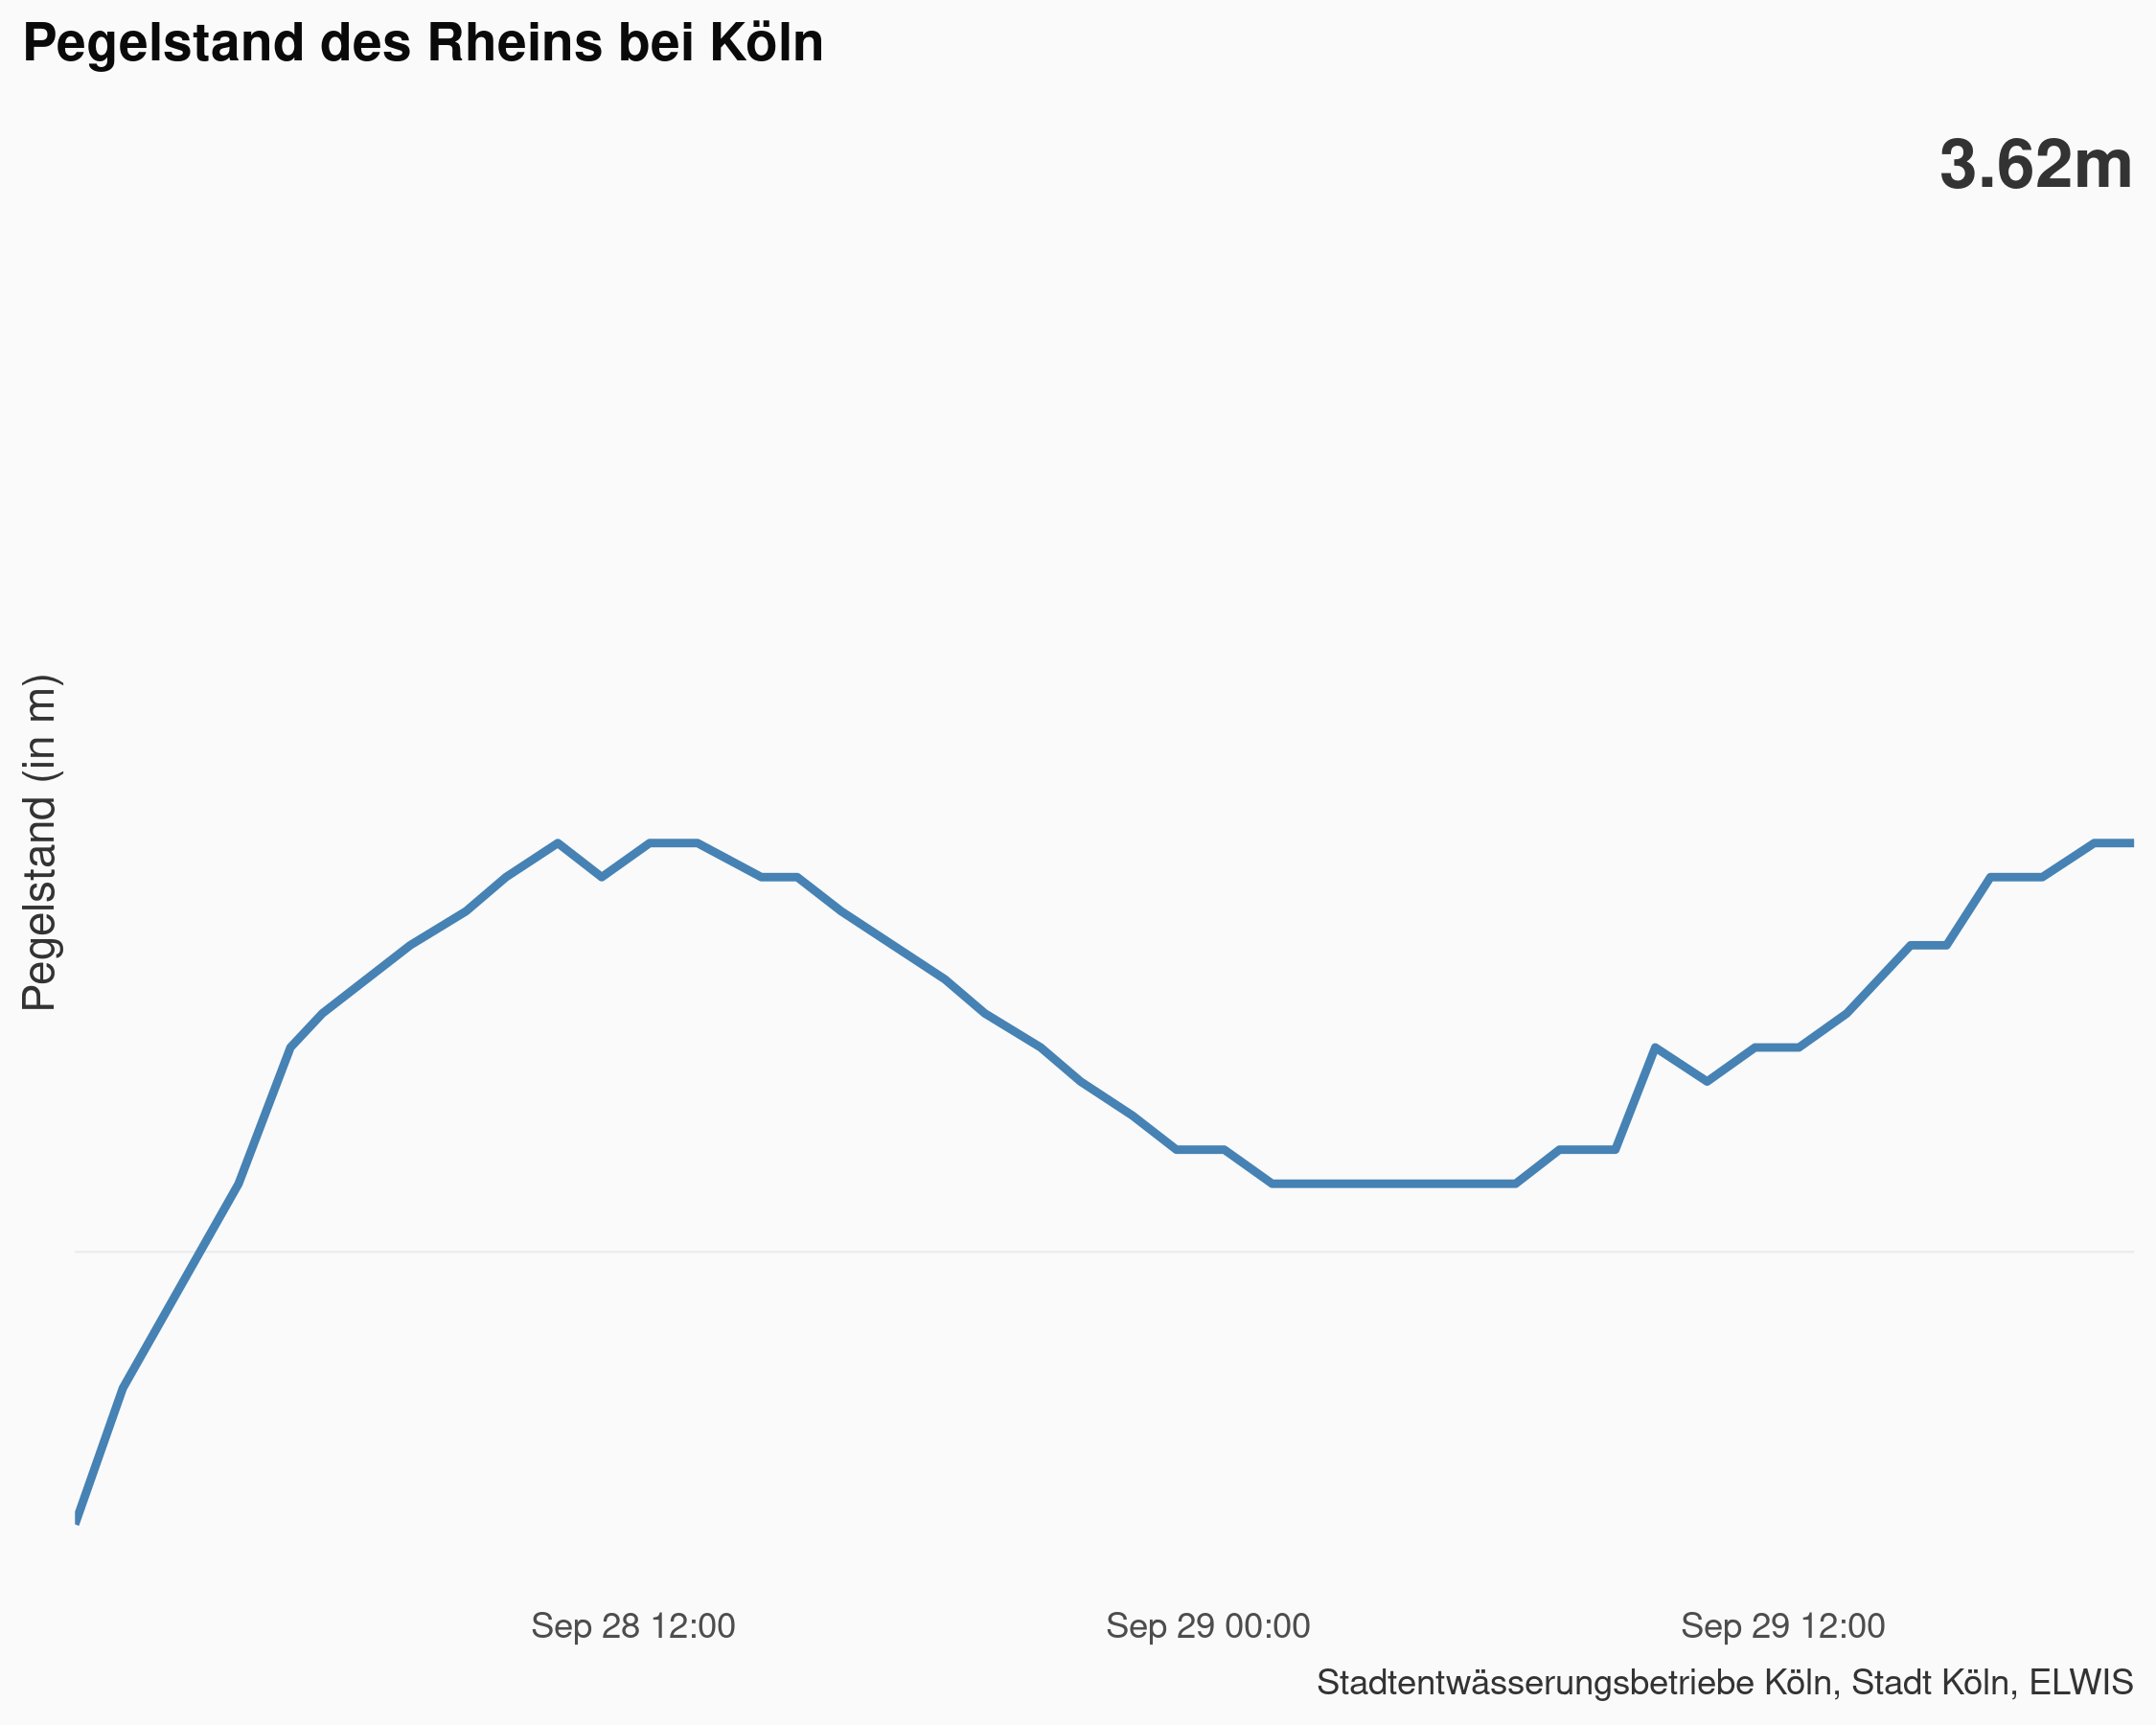 Pegelstand des Rheins bei Köln
3.62m
Pegelstand (in m)
Sep 28 12:00
Sep 29 00:00
Sep 29 12:00
Stadtentwässerungsbetriebe Köln, Stadt Köln, ELWIS